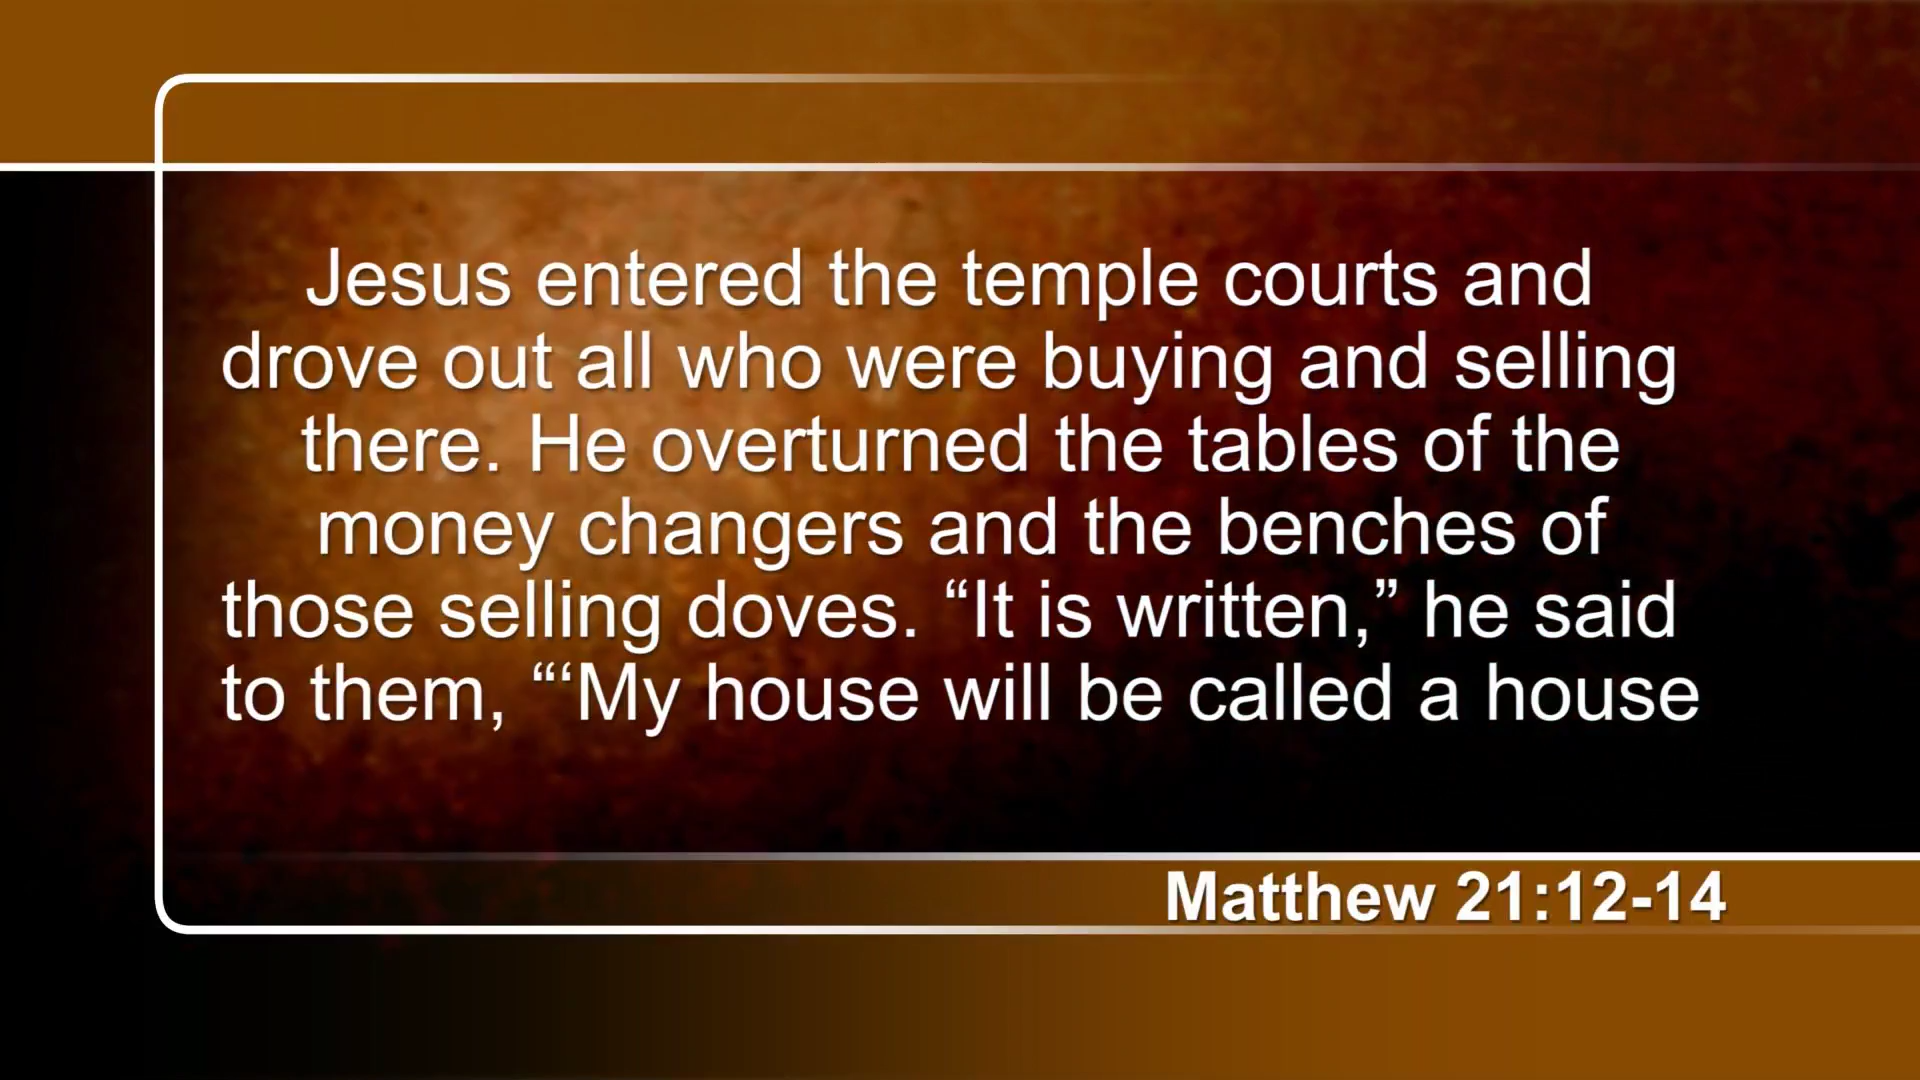 Jesus entered the temple courts and
drove out all who were buying and selling
there. He overturned the tables of the
money changers and the benches of
those selling doves. “It is written,” he said
to them, “‘My house will be called a house
Matthew 21:12-14